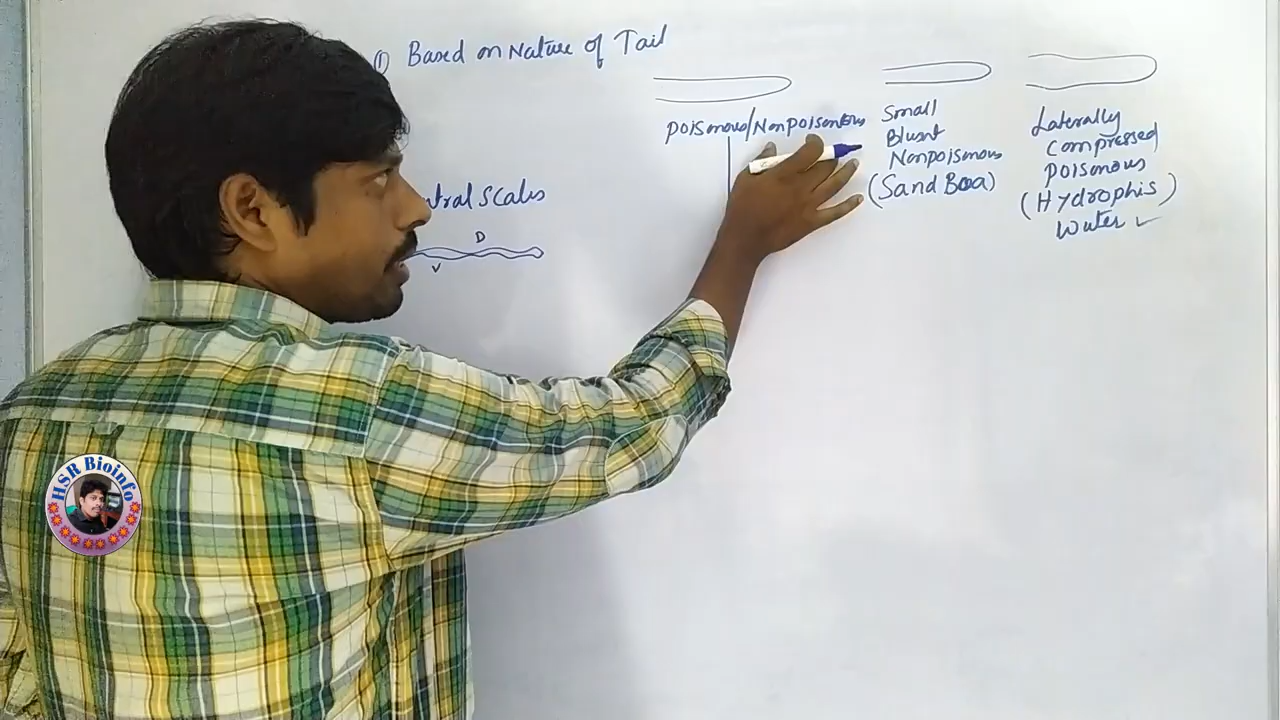 ① Based on Nature of Tail
Poisonous/Nonpoisonous
Small
Blunt
Nonpoisonous
(Sand Boa)
Laterally
Compressed
Poisonous
(Hydrophis)
Water ✓
ntral Scales
D
V
HSR Bioinfo